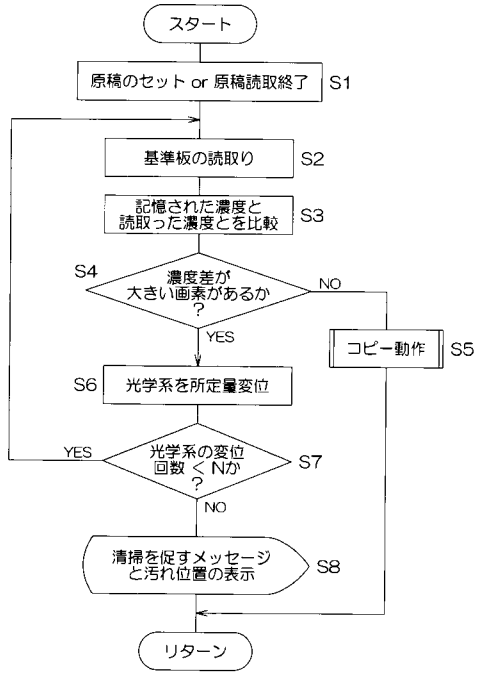 スタート
原稿のセット or 原稿読取終了 S1
基準板の読取り S2
記憶された濃度と
読取った濃度とを比較 S3
S4
濃度差が
大きい画素があるか
?
NO
YES
コピー動作 S5
S6 光学系を所定量変位
YES
光学系の変位
回数 < Nか
?
S7
NO
清掃を促すメッセージ
と汚れ位置の表示
S8
リターン